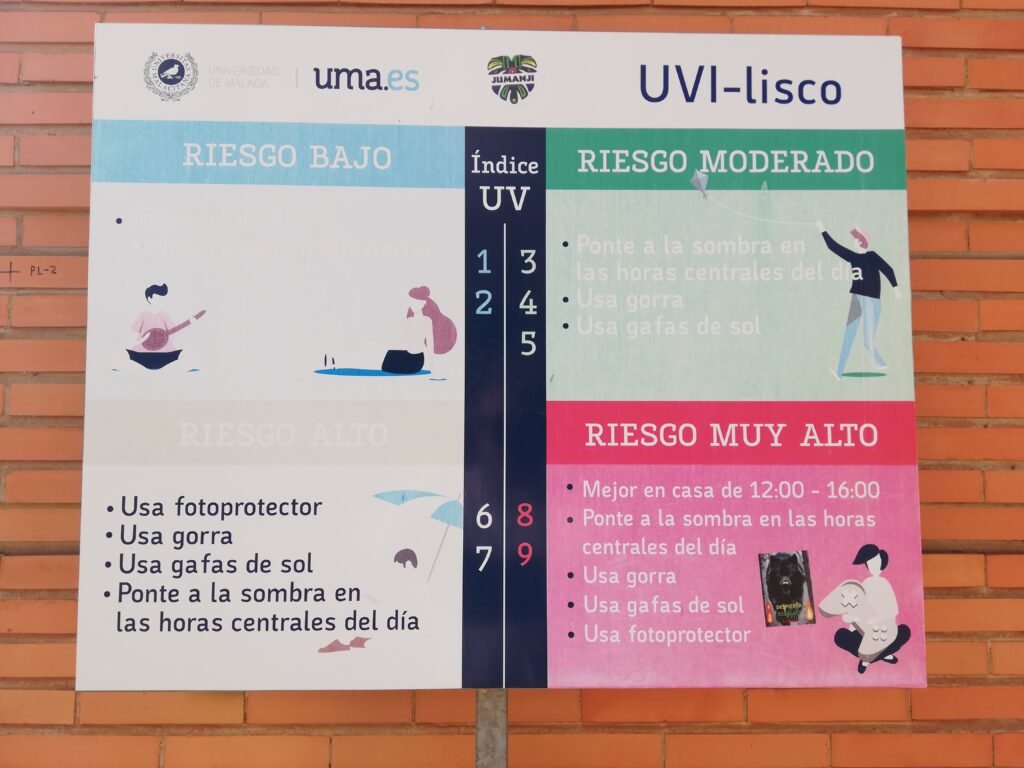 UNIVERSIDAD
DE MÁLAGA
uma.es
JUMANJI
UVI-lisco
RIESGO BAJO
Índice
UV
1 3
2 4
5
6 8
7 9
RIESGO MODERADO
• Ponte a la sombra en
las horas centrales del día
• Usa gorra
• Usa gafas de sol
RIESGO ALTO
• Usa fotoprotector
• Usa gorra
• Usa gafas de sol
• Ponte a la sombra en
las horas centrales del día
RIESGO MUY ALTO
• Mejor en casa de 12:00 - 16:00
• Ponte a la sombra en las horas
centrales del día
• Usa gorra
• Usa gafas de sol
• Usa fotoprotector
DESPIERTA
+ PL-2